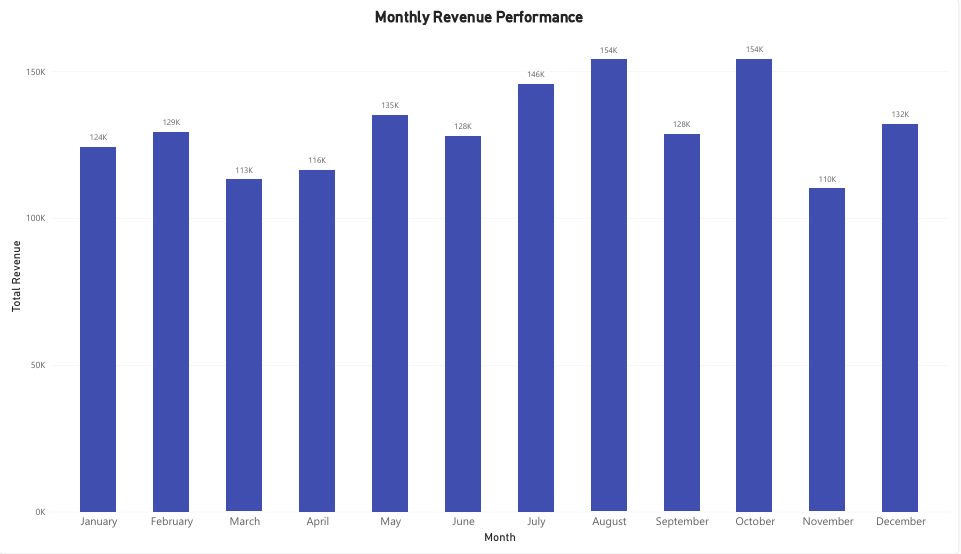 Monthly Revenue Performance
154K
154K
146K
150K
135K
132K
129K
128K
128K
124K
116K
113K
110K
100K
Total Revenue
50K
0K
January
February
March
April
May
June
July
August
September
October
November
December
Month